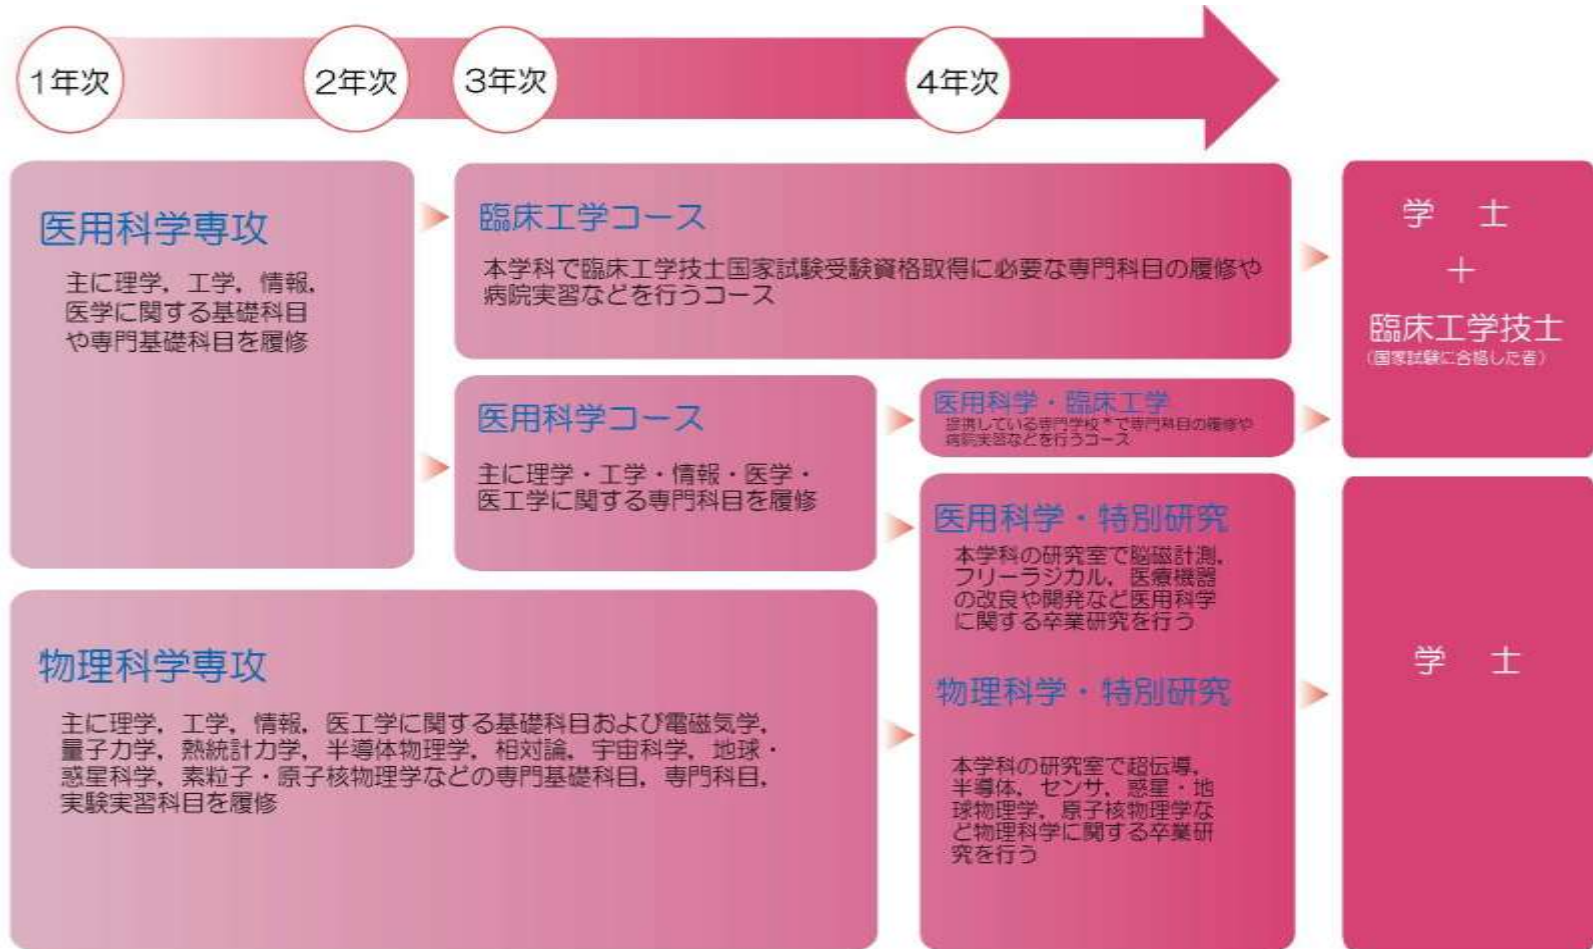 1年次
2年次
3年次
4年次
医用科学専攻
主に理学，工学，情報，
医学に関する基礎科目
や専門基礎科目を履修
臨床工学コース
本学科で臨床工学技士国家試験受験資格取得に必要な専門科目の履修や
病院実習などを行うコース
学　士
＋
臨床工学技士
（国家試験に合格した者）
医用科学コース
主に理学・工学・情報・医学・
医工学に関する専門科目を履修
医用科学・臨床工学
提携している専門学校＊で専門科目の履修や
病院実習などを行うコース
医用科学・特別研究
本学科の研究室で脳磁計測，
フリーラジカル，医療機器
の改良や開発など医用科学
に関する卒業研究を行う
物理科学専攻
主に理学，工学，情報，医工学に関する基礎科目および電磁気学，
量子力学，熱統計力学，半導体物理学，相対論，宇宙科学，地球・
惑星科学，素粒子・原子核物理学などの専門基礎科目，専門科目，
実験実習科目を履修
物理科学・特別研究
本学科の研究室で超伝導，
半導体，センサ，惑星・地
球物理学，原子核物理学な
ど物理科学に関する卒業研
究を行う
学　士